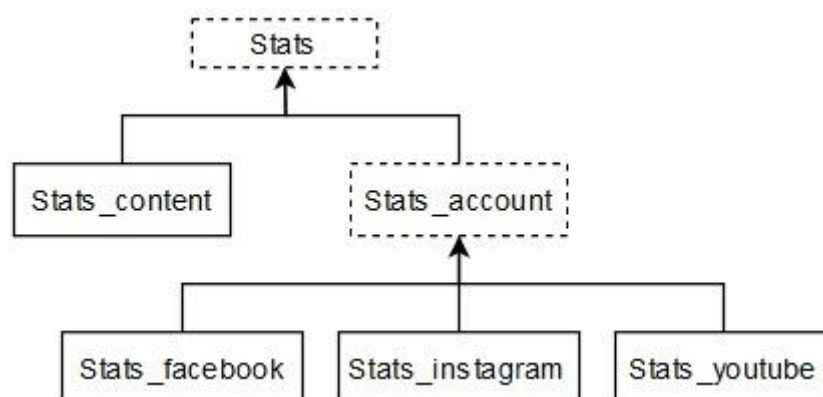 Stats
Stats_content
Stats_account
Stats_facebook
Stats_instagram
Stats_youtube